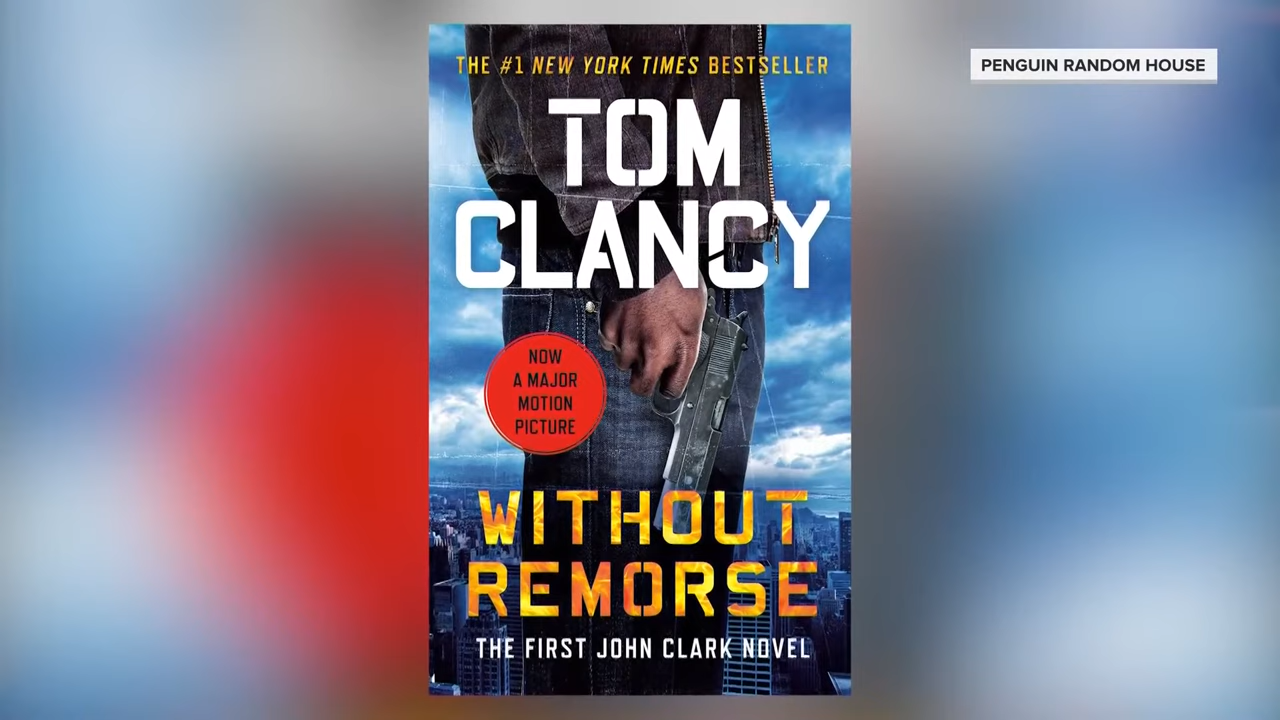 THE #1 NEW YORK TIMES BESTSELLER
PENGUIN RANDOM HOUSE
TOM
CLANCY
NOW
A MAJOR
MOTION
PICTURE
WITHOUT
REMORSE
THE FIRST JOHN CLARK NOVEL